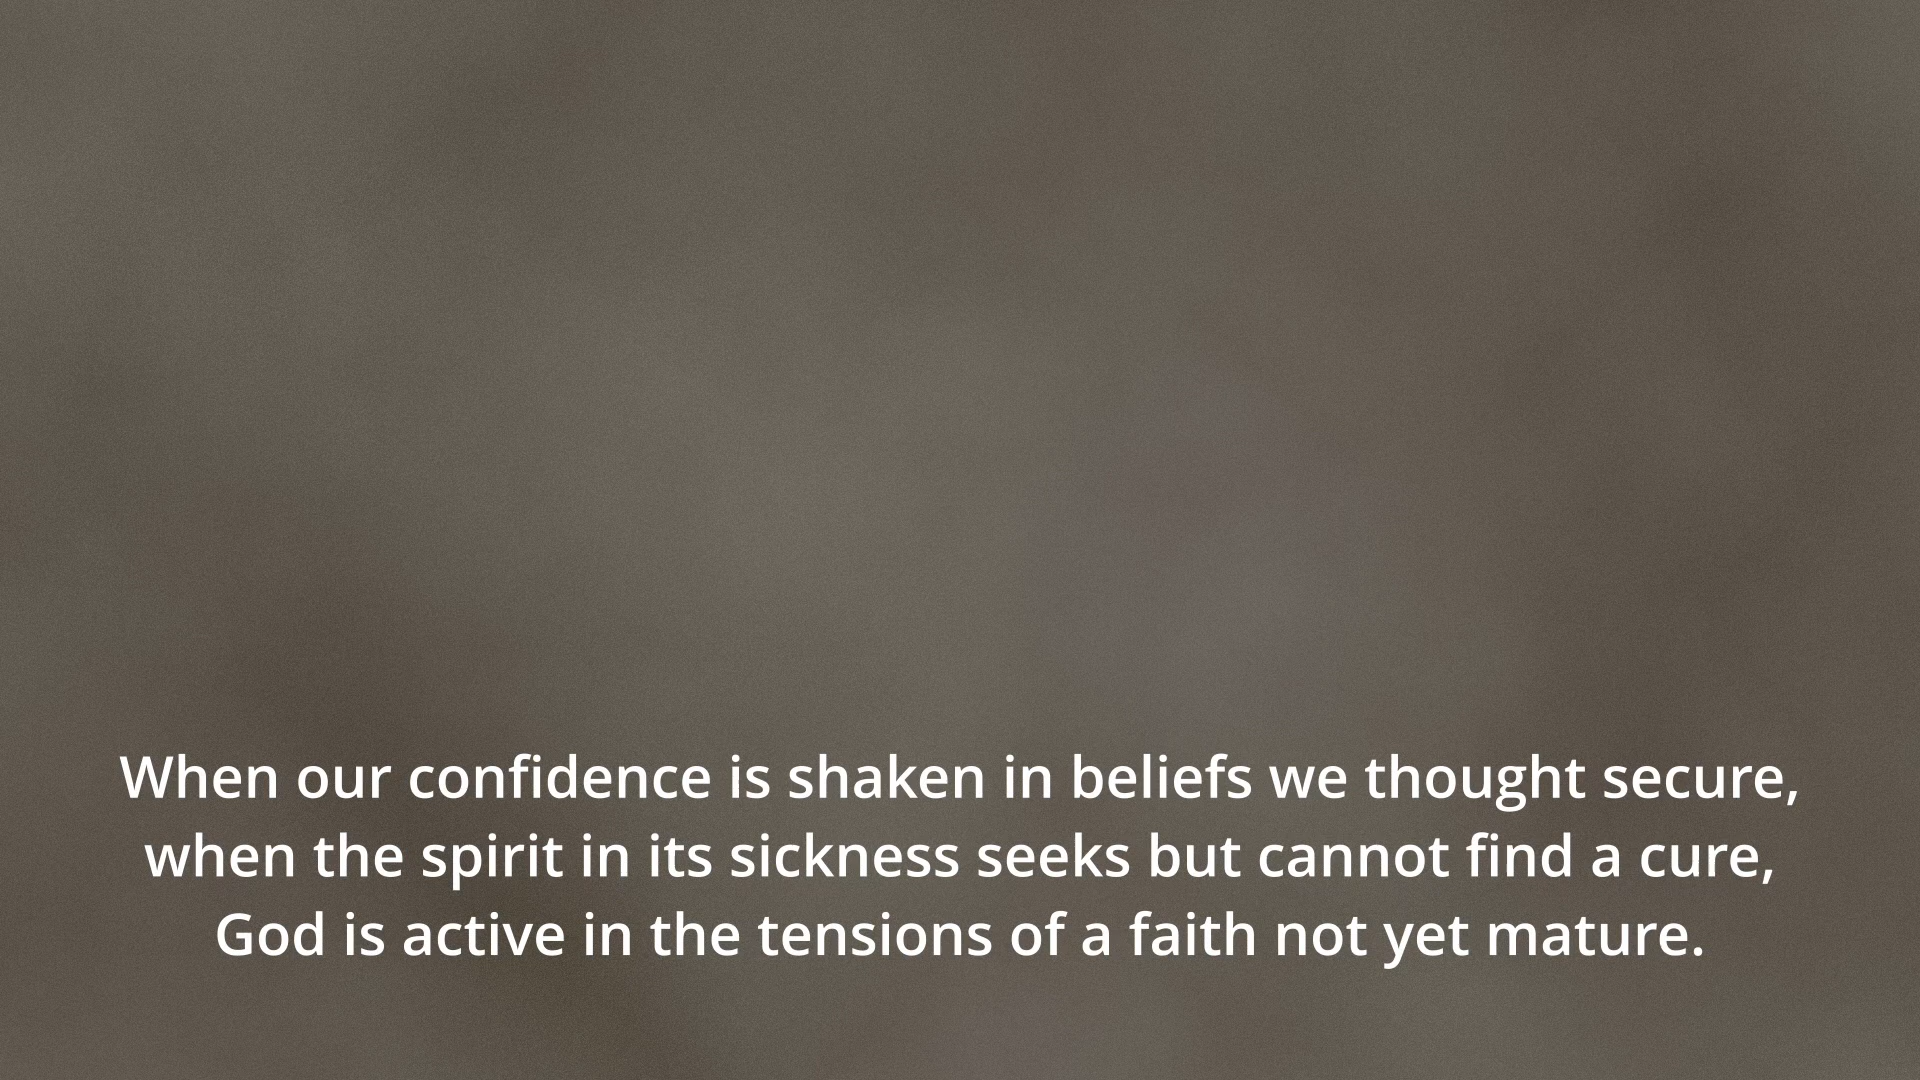 When our confidence is shaken in beliefs we thought secure,
when the spirit in its sickness seeks but cannot find a cure,
God is active in the tensions of a faith not yet mature.